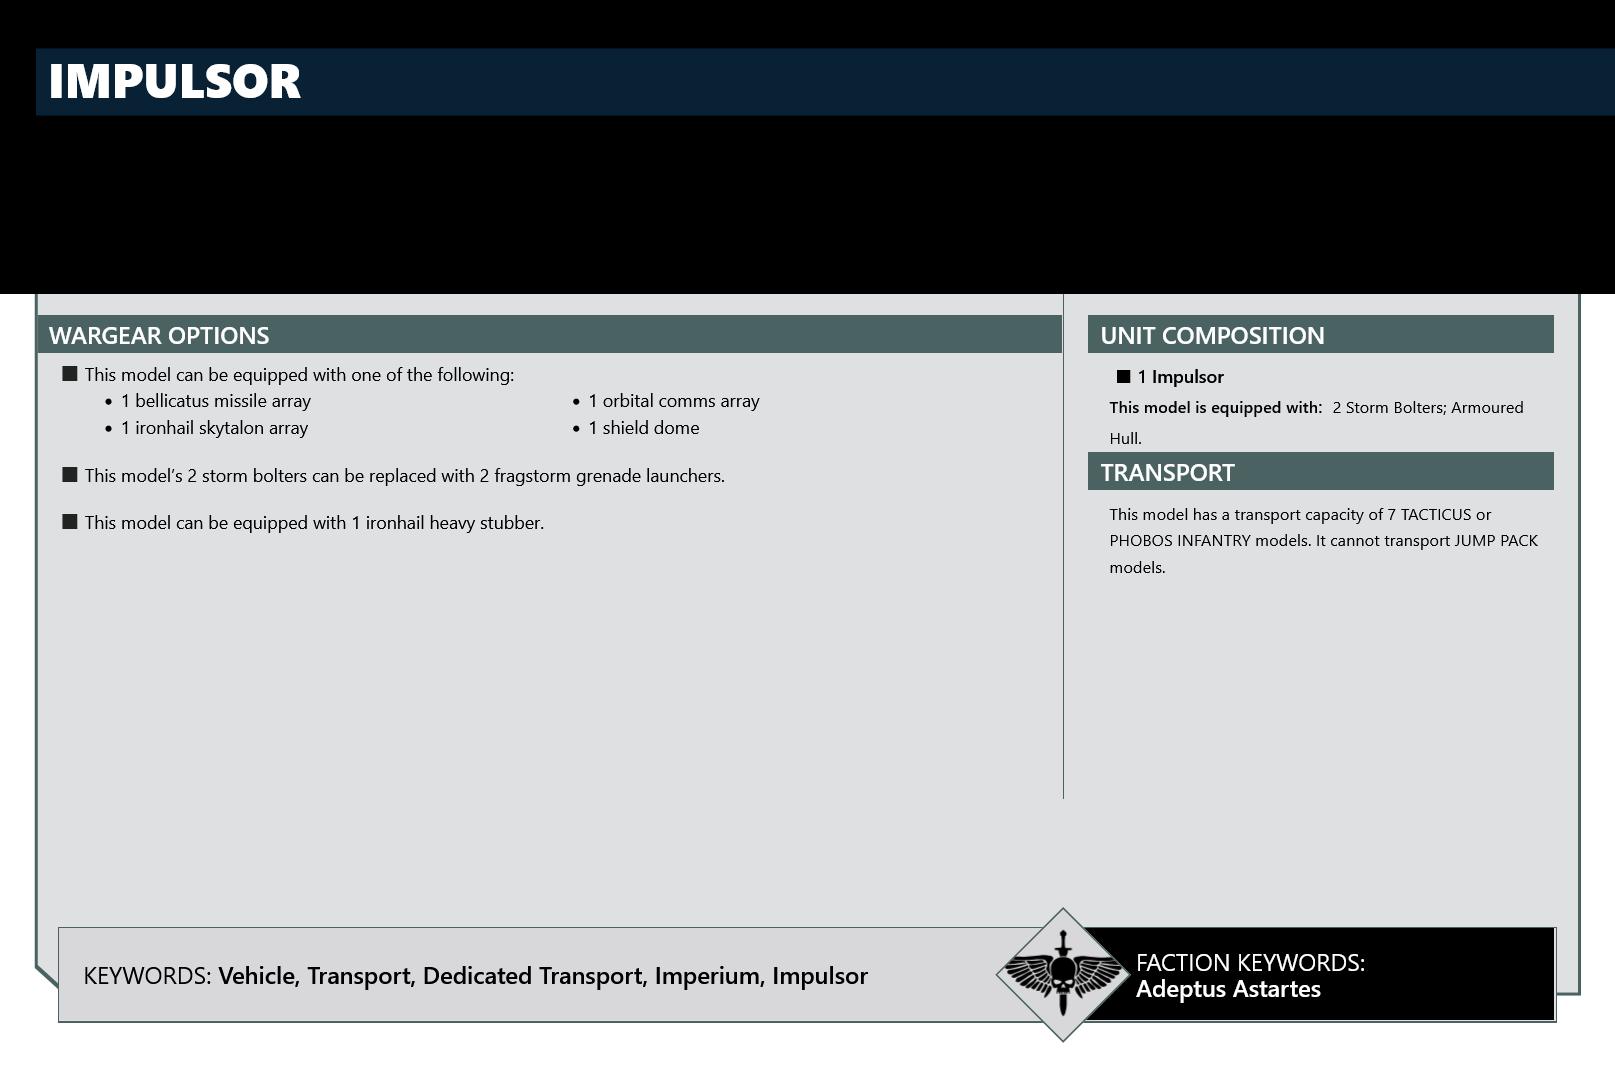 IMPULSOR
WARGEAR OPTIONS
■ This model can be equipped with one of the following:
• 1 bellicatus missile array
• 1 orbital comms array
• 1 ironhail skytalon array
• 1 shield dome
■ This model's 2 storm bolters can be replaced with 2 fragstorm grenade launchers.
■ This model can be equipped with 1 ironhail heavy stubber.
UNIT COMPOSITION
■ 1 Impulsor
This model is equipped with: 2 Storm Bolters; Armoured
Hull.
TRANSPORT
This model has a transport capacity of 7 TACTICUS or
PHOBOS INFANTRY models. It cannot transport JUMP PACK
models.
KEYWORDS: Vehicle, Transport, Dedicated Transport, Imperium, Impulsor
FACTION KEYWORDS:
Adeptus Astartes